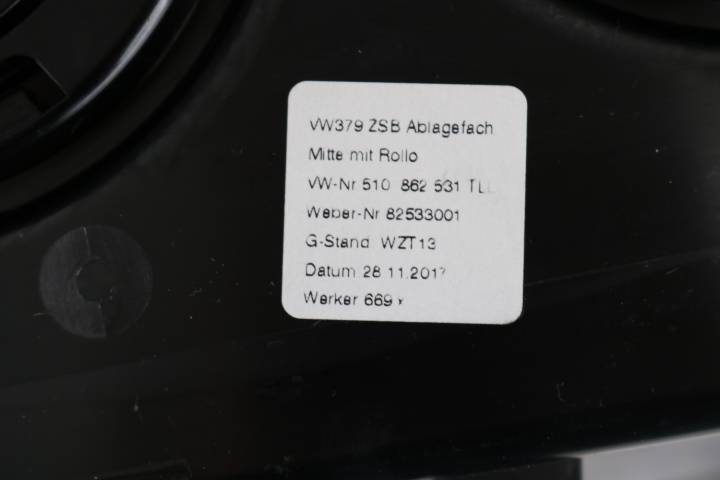 VW379 ZSB Ablagefach
Mitte mit Rollo
VW-Nr 510 862 531
Weber-Nr 82533001
G-Stand WZT13
Datum 28 11.2017
Werker 669